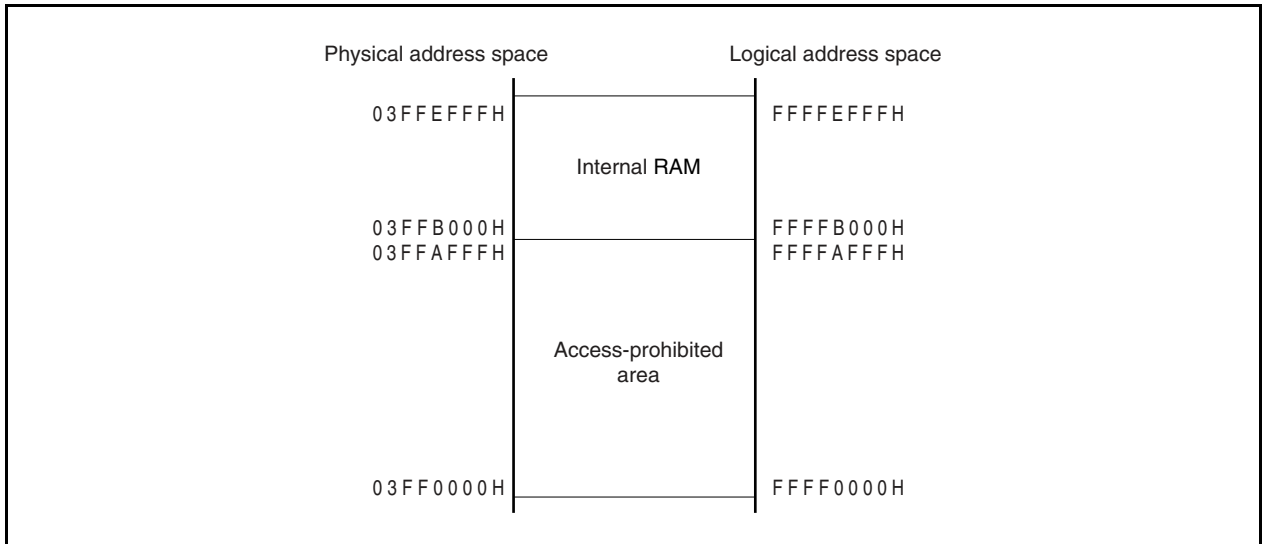 Physical address space Logical address space
03FFEFFFH FFFFEFFFH
Internal RAM
03FFB000H FFFFB000H
03FFAFFFH FFFFAFFFH
Access-prohibited
area
03FF0000H FFFF0000H